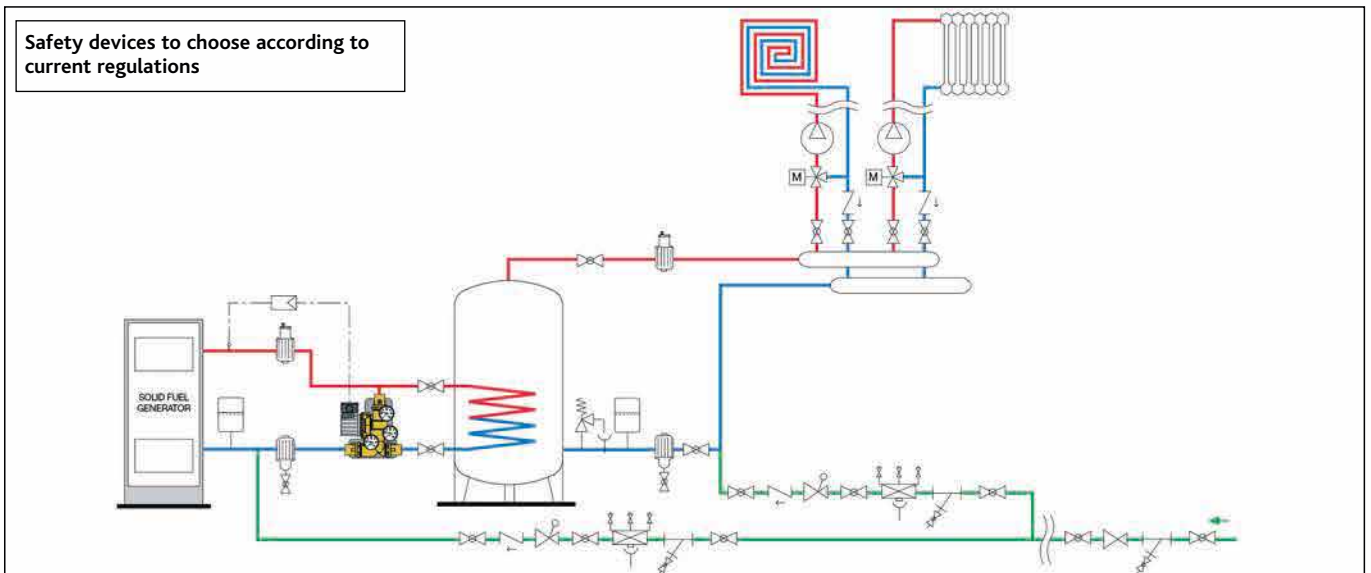 Safety devices to choose according to
current regulations
M
M
SOLID FUEL
GENERATOR